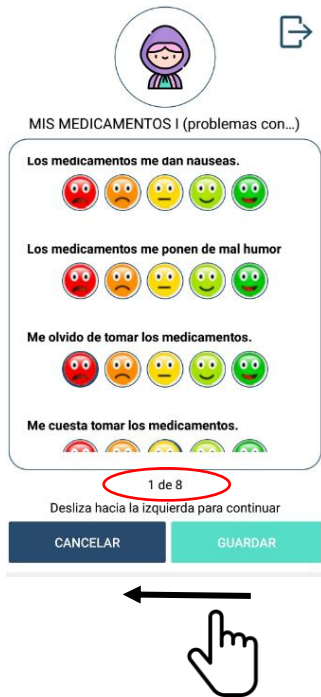 MIS MEDICAMENTOS I (problemas con...)
Los medicamentos me dan nauseas.
Los medicamentos me ponen de mal humor
Me olvido de tomar los medicamentos.
Me cuesta tomar los medicamentos.
1 de 8
Desliza hacia la izquierda para continuar
CANCELAR
GUARDAR